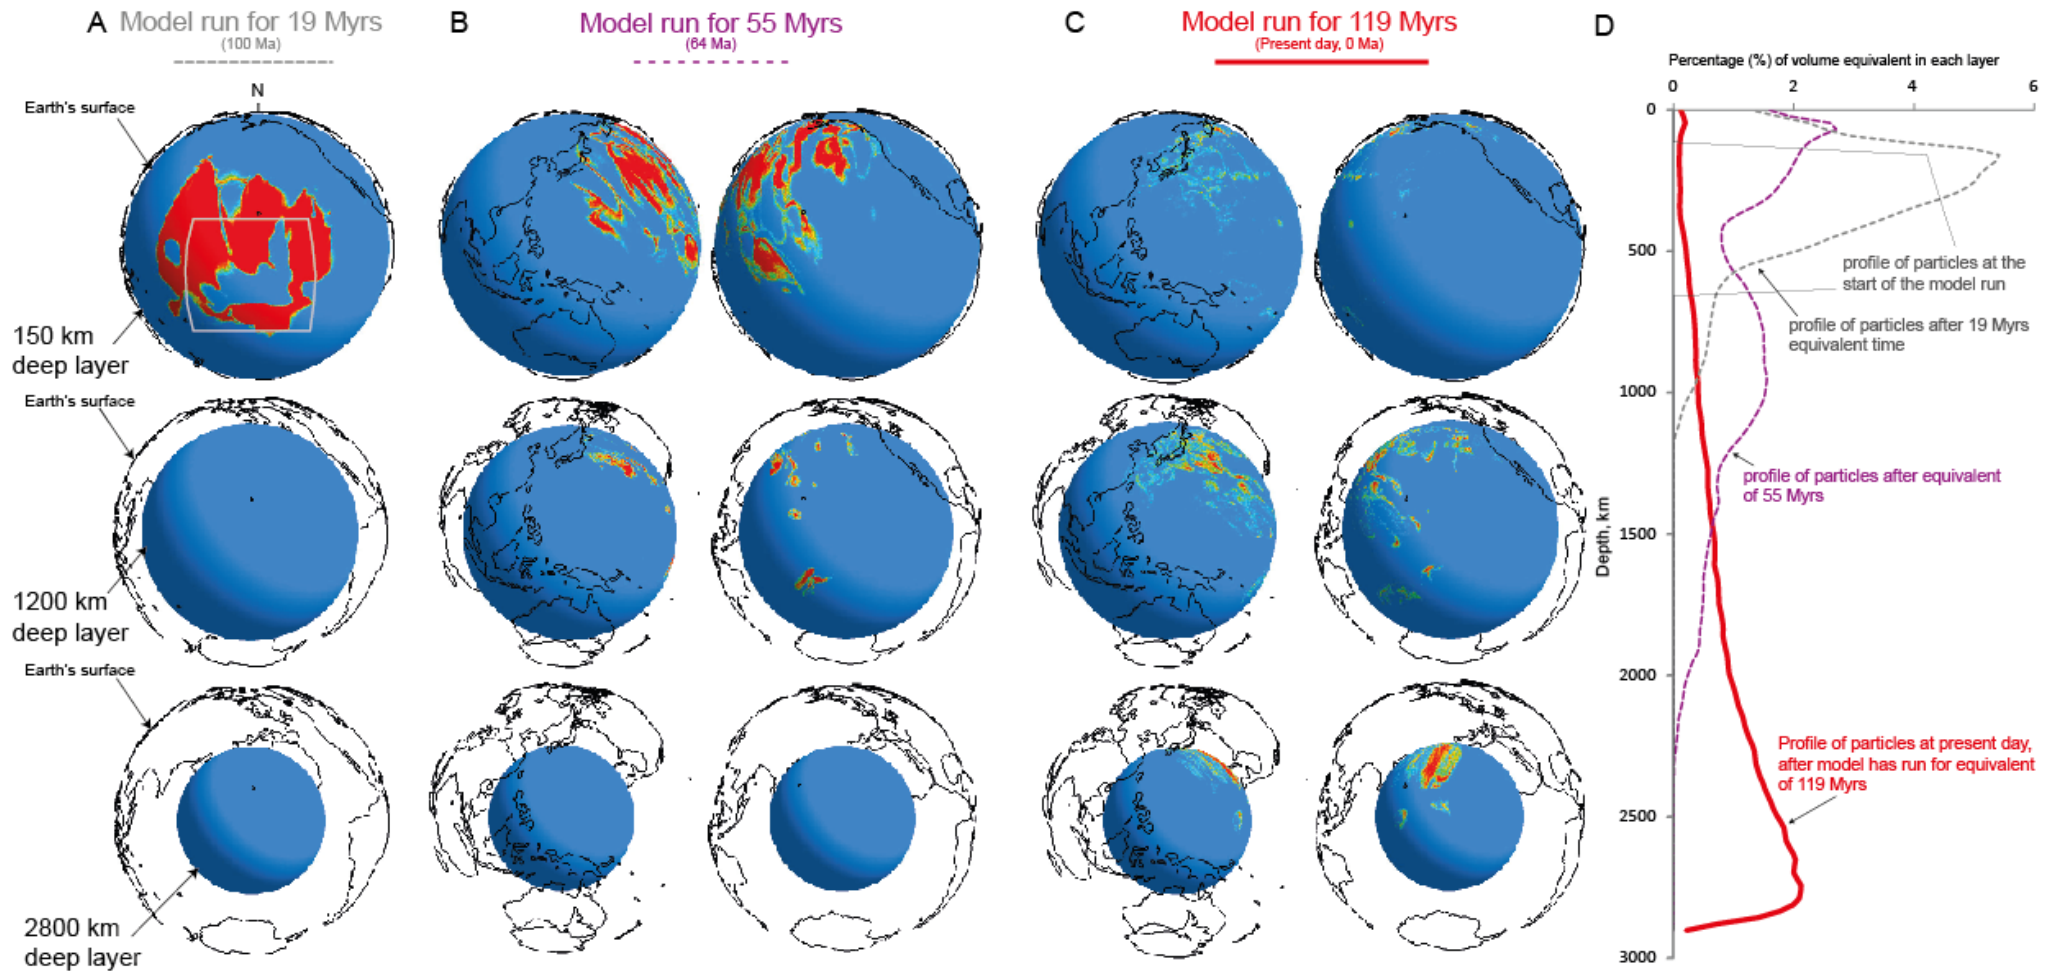 A
Model run for 19 Myrs
(100 Ma)
B
Model run for 55 Myrs
(64 Ma)
C
Model run for 119 Myrs
(Present day, 0 Ma)
D
Percentage (%) of volume equivalent in each layer
0
2
4
6
N
Earth's surface
150 km
deep layer
Earth's surface
1200 km
deep layer
Earth's surface
2800 km
deep layer
0
500
1000
1500
2000
2500
3000
Depth, km
profile of particles at the
start of the model run
profile of particles after 19 Myrs
equivalent time
profile of particles after equivalent
of 55 Myrs
Profile of particles at present day,
after model has run for equivalent
of 119 Myrs